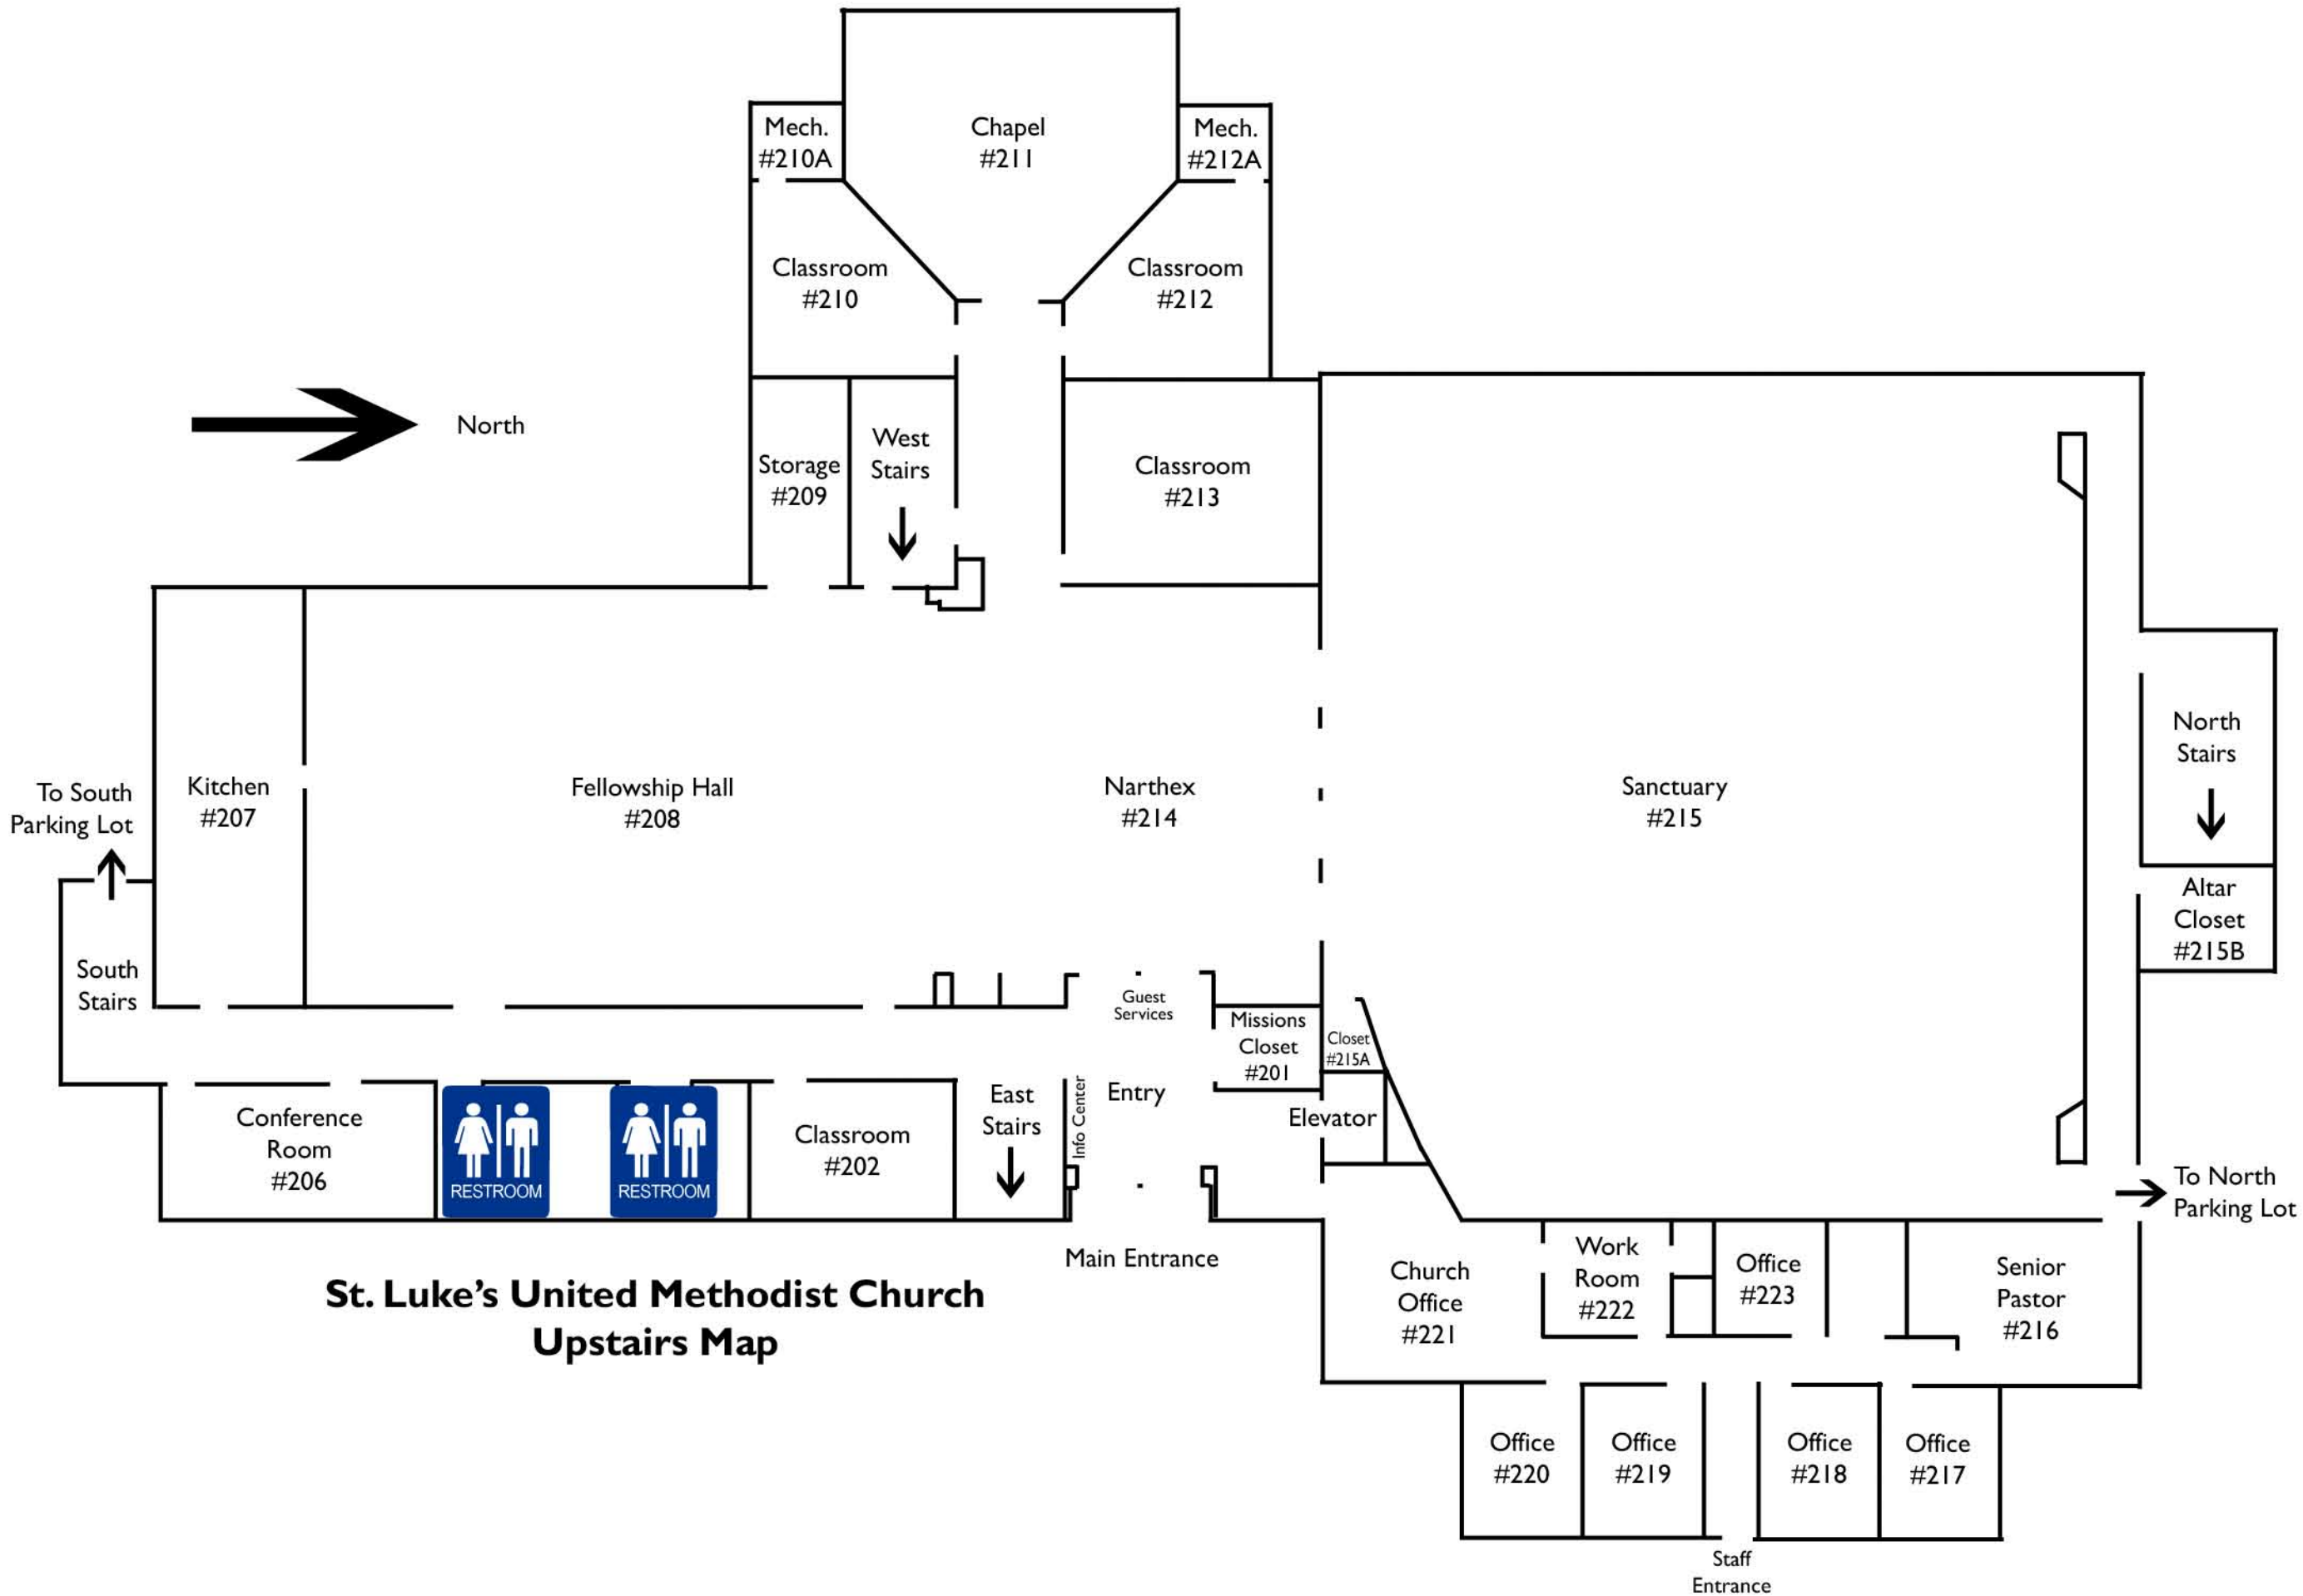 Mech.
#210A
Chapel
#211
Mech.
#212A
Classroom
#210
Classroom
#212
North
West
Stairs
Storage
#209
Classroom
#213
North
Stairs
To South
Parking Lot
Kitchen
#207
Fellowship Hall
#208
Narthex
#214
Sanctuary
#215
Altar
Closet
#215B
South
Stairs
Guest
Services
Missions
Closet
#201
Closet
#215A
Conference
Room
#206
RESTROOM
RESTROOM
Classroom
#202
East
Stairs
Info Center
Entry
Elevator
To North
Parking Lot
Main Entrance
St. Luke's United Methodist Church
Upstairs Map
Church
Office
#221
Work
Room
#222
Office
#223
Senior
Pastor
#216
Office
#220
Office
#219
Office
#218
Office
#217
Staff
Entrance